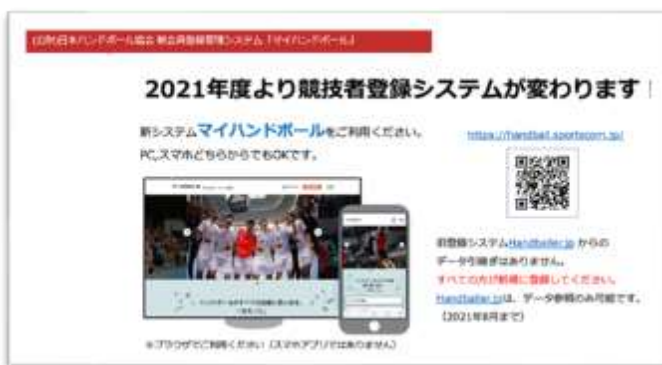 (公財)日本ハンドボール協会 新会員登録管理システム「マイハンドボール」
2021年度より競技者登録システムが変わります！
新システムマイハンドボールをご利用ください。
PC,スマホどちらからでもOKです。
https://handball.sportecom.jp/
旧登録システムHandballer.jp からの
データ引継ぎはありません。
すべての方が新規に登録してください。
Handballer.jpは、データ参照のみ可能です。
(2021年8月まで)
※ブラウザでご利用ください（スマホアプリではありません）